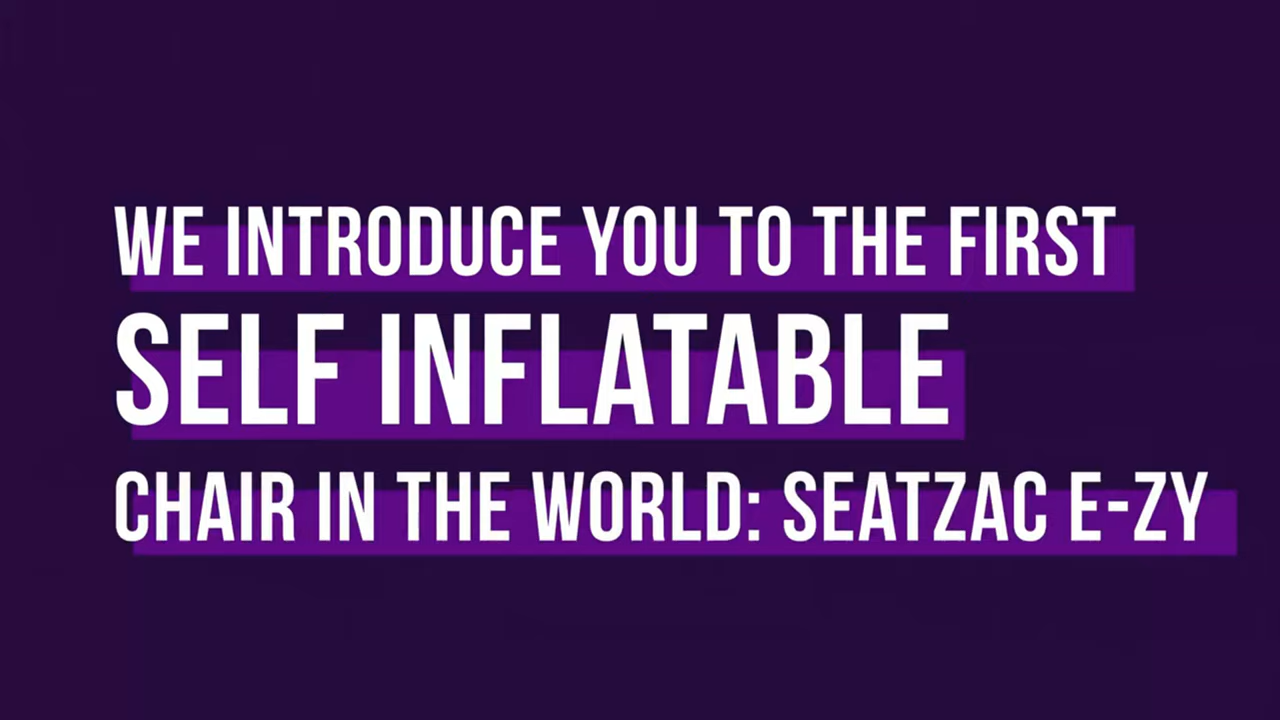 WE INTRODUCE YOU TO THE FIRST
SELF INFLATABLE
CHAIR IN THE WORLD: SEATZAC E-ZY